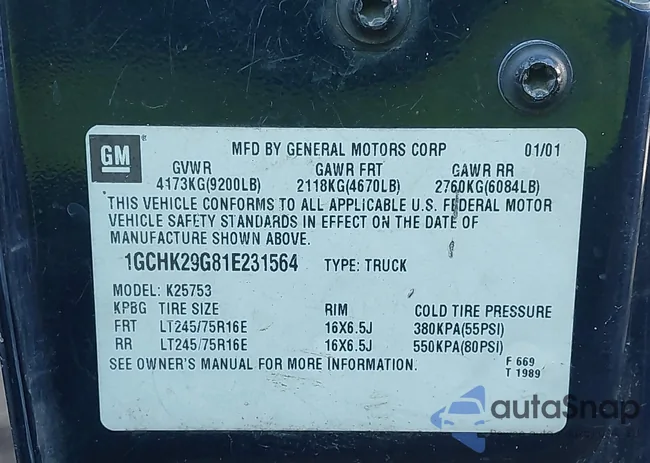 GM ® MFD BY GENERAL MOTORS CORP 01/01
GVWR GAWR FRT GAWR RR
4173KG(9200LB) 2118KG(4670LB) 2760KG(6084LB)
THIS VEHICLE CONFORMS TO ALL APPLICABLE U.S. FEDERAL MOTOR
VEHICLE SAFETY STANDARDS IN EFFECT ON THE DATE OF
MANUFACTURE SHOWN ABOVE.
1GCHK29G81E231564 TYPE: TRUCK
MODEL: K25753
KPBG TIRE SIZE RIM COLD TIRE PRESSURE
FRT LT245/75R16E 16X6.5J 380KPA(55PSI)
RR LT245/75R16E 16X6.5J 550KPA(80PSI)
SEE OWNER'S MANUAL FOR MORE INFORMATION.
F 669
T 1989
autaSnap